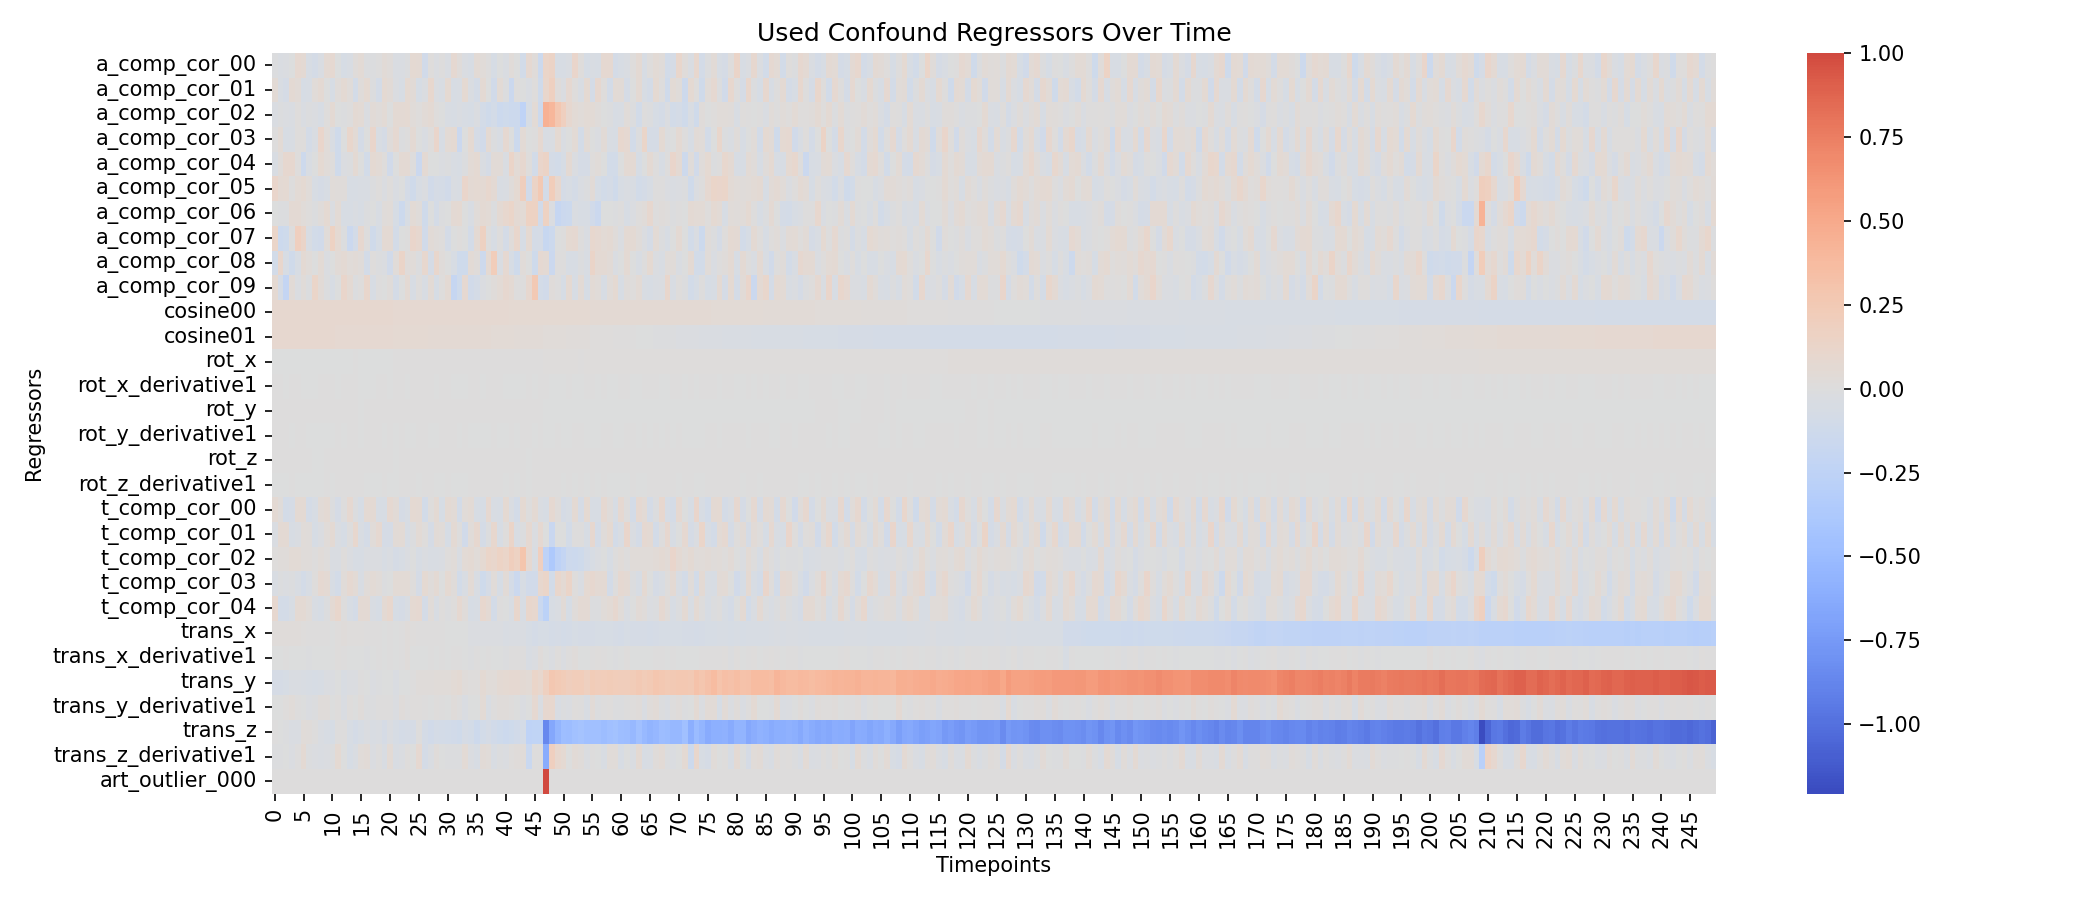 Used Confound Regressors Over Time
Regressors
a_comp_cor_00
a_comp_cor_01
a_comp_cor_02
a_comp_cor_03
a_comp_cor_04
a_comp_cor_05
a_comp_cor_06
a_comp_cor_07
a_comp_cor_08
a_comp_cor_09
cosine00
cosine01
rot_x
rot_x_derivative1
rot_y
rot_y_derivative1
rot_z
rot_z_derivative1
t_comp_cor_00
t_comp_cor_01
t_comp_cor_02
t_comp_cor_03
t_comp_cor_04
trans_x
trans_x_derivative1
trans_y
trans_y_derivative1
trans_z
trans_z_derivative1
art_outlier_000
0 5 10 15 20 25 30 35 40 45 50 55 60 65 70 75 80 85 90 95 100 105 110 115 120 125 130 135 140 145 150 155 160 165 170 175 180 185 190 195 200 205 210 215 220 225 230 235 240 245
Timepoints
1.00
0.75
0.50
0.25
0.00
−0.25
−0.50
−0.75
−1.00